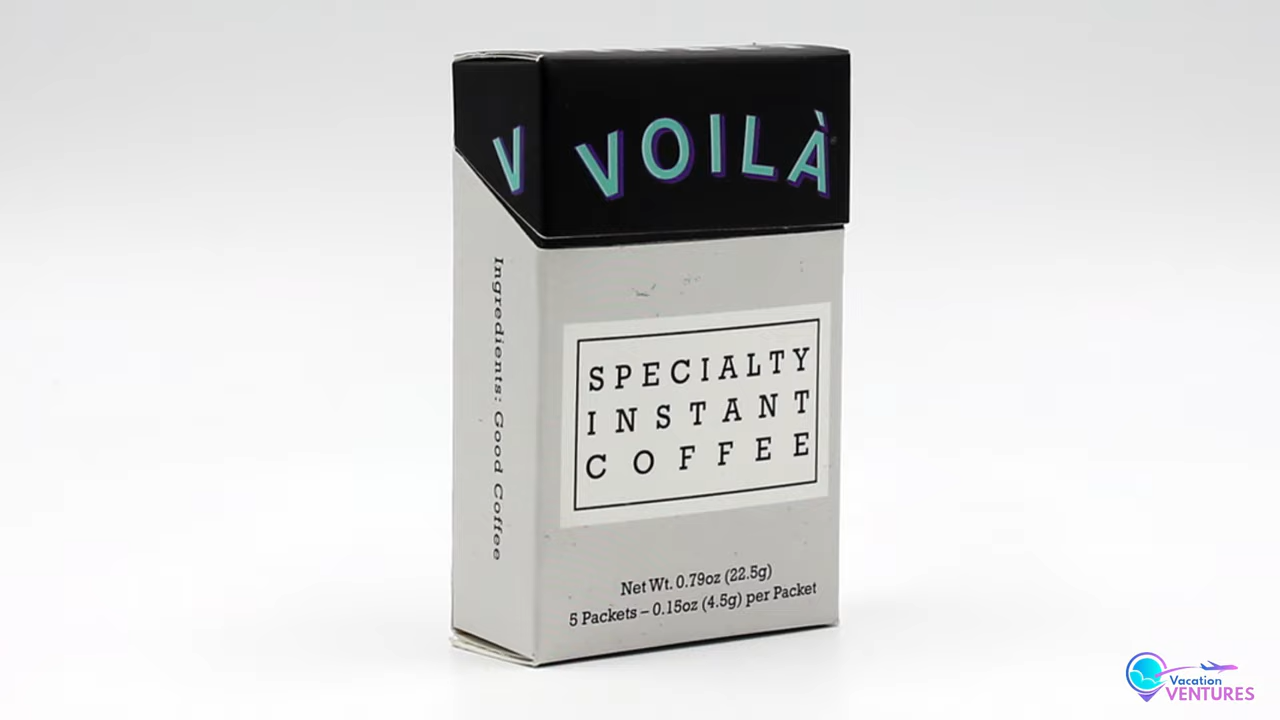 V
VOILÀ
Ingredients: Good Coffee
SPECIALTY
INSTANT
COFFEE
Net Wt. 0.79oz (22.5g)
5 Packets – 0.15oz (4.5g) per Packet
Vacation
VENTURES